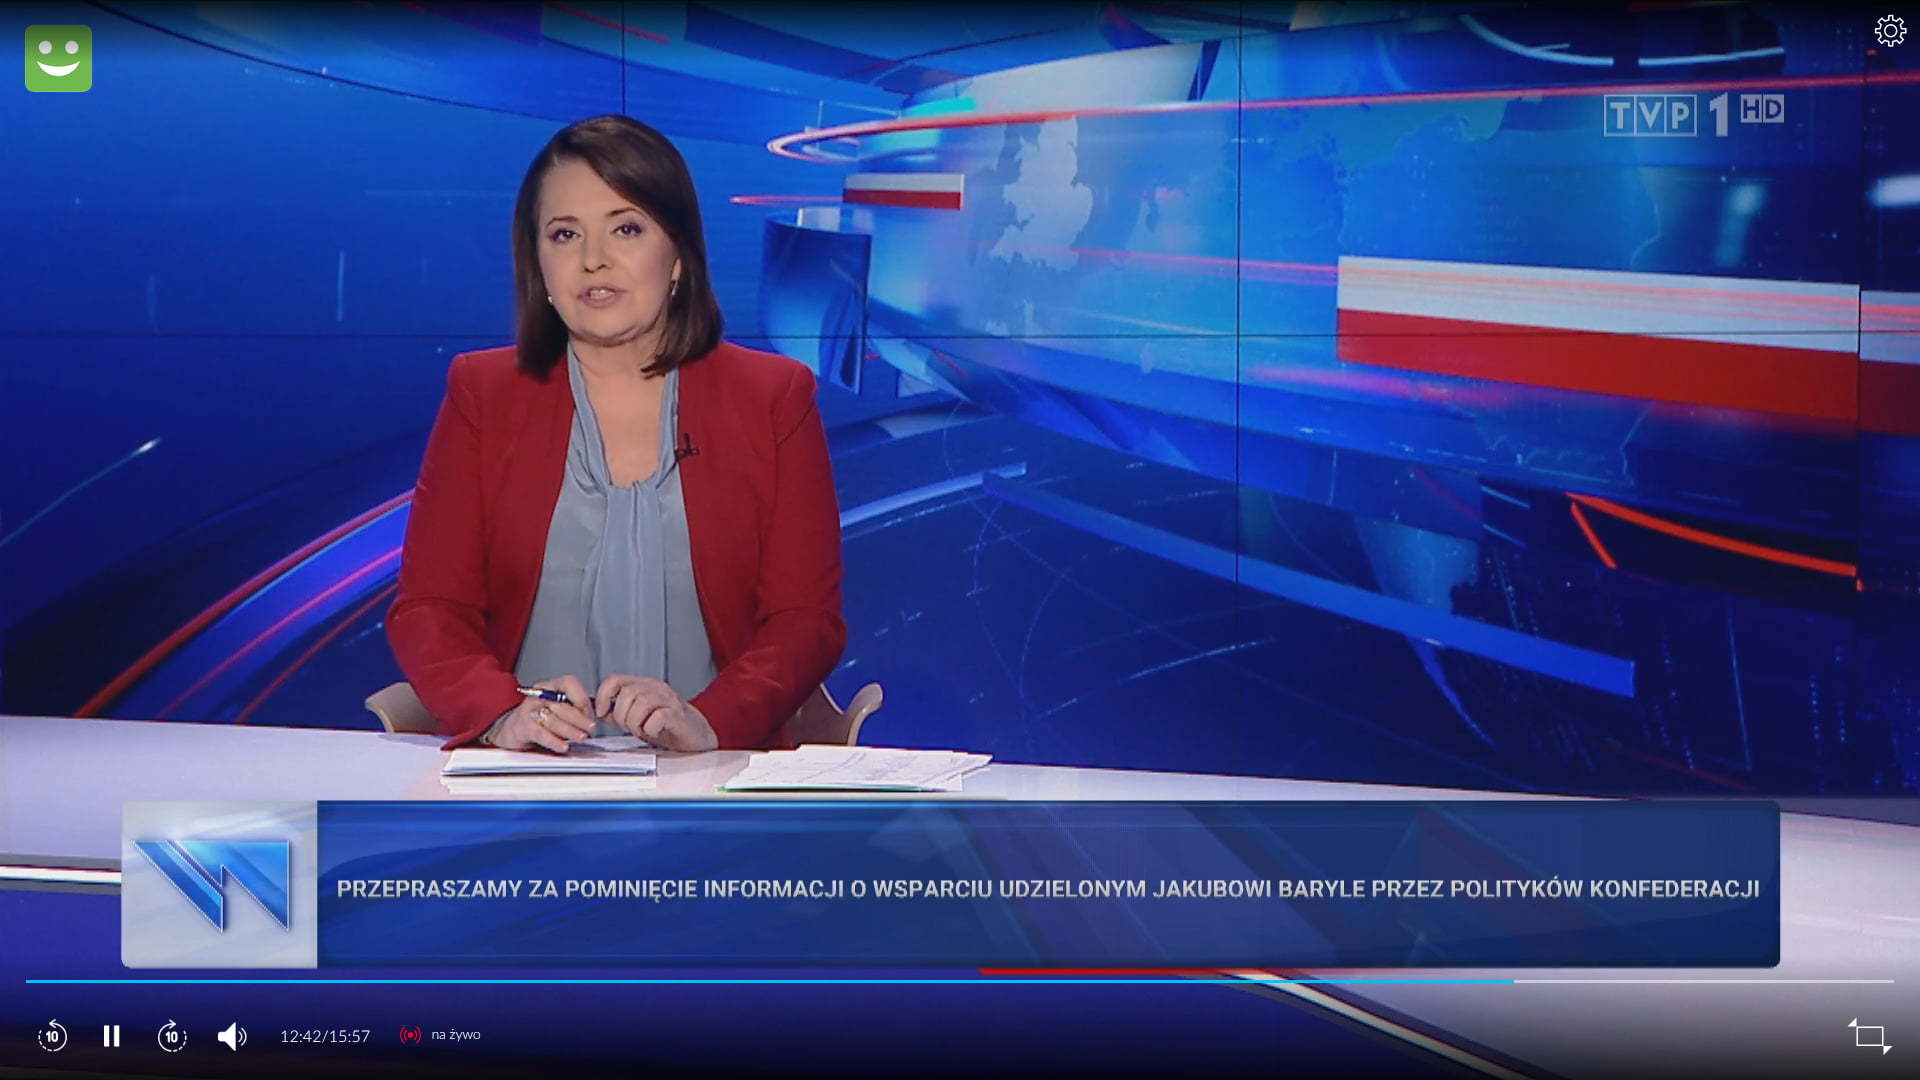 TVP 1 HD
PRZEPRASZAMY ZA POMINIĘCIE INFORMACJI O WSPARCIU UDZIELONYM JAKUBOWI BARYLE PRZEZ POLITYKÓW KONFEDERACJI
10 10 12:42/15:57 na żywo